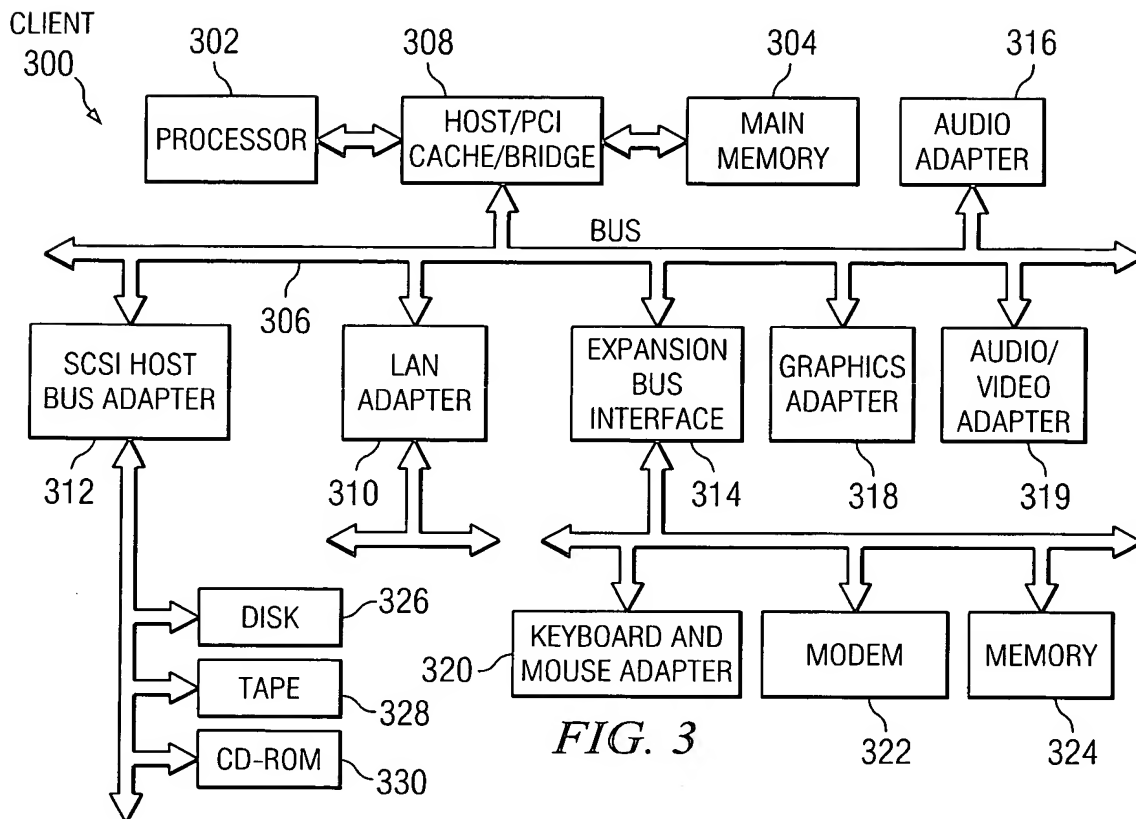 CLIENT
300
302
308
304
316
PROCESSOR
HOST/PCI
CACHE/BRIDGE
MAIN
MEMORY
AUDIO
ADAPTER
BUS
306
SCSI HOST
BUS ADAPTER
LAN
ADAPTER
EXPANSION
BUS
INTERFACE
GRAPHICS
ADAPTER
AUDIO/
VIDEO
ADAPTER
312
310
314
318
319
DISK
326
TAPE
328
CD-ROM
330
320
KEYBOARD AND
MOUSE ADAPTER
MODEM
MEMORY
322
324
FIG. 3